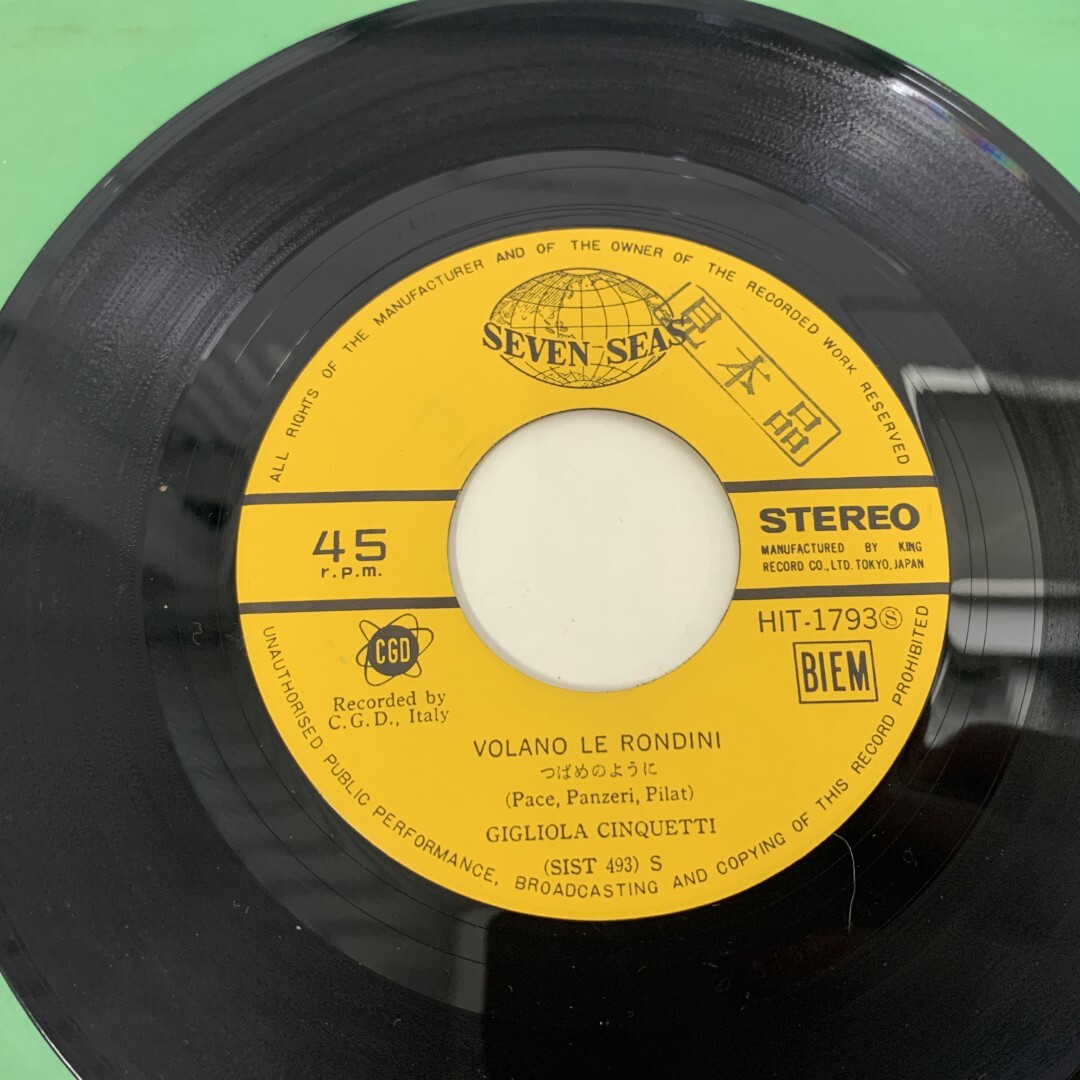 ALL RIGHTS OF THE MANUFACTURER AND OF THE OWNER OF THE RECORDED WORK RESERVED
SEVEN SEAS
見本品
45
r.p.m.
STEREO
MANUFACTURED BY KING
RECORD CO., LTD. TOKYO, JAPAN
HIT-1793Ⓢ
BIEM
CGD
Recorded by
C.G.D., Italy
VOLANO LE RONDINI
つばめのように
(Pace, Panzeri, Pilat)
GIGLIOLA CINQUETTI
(SIST 493) S
UNAUTHORISED PUBLIC PERFORMANCE, BROADCASTING AND COPYING OF THIS RECORD PROHIBITED